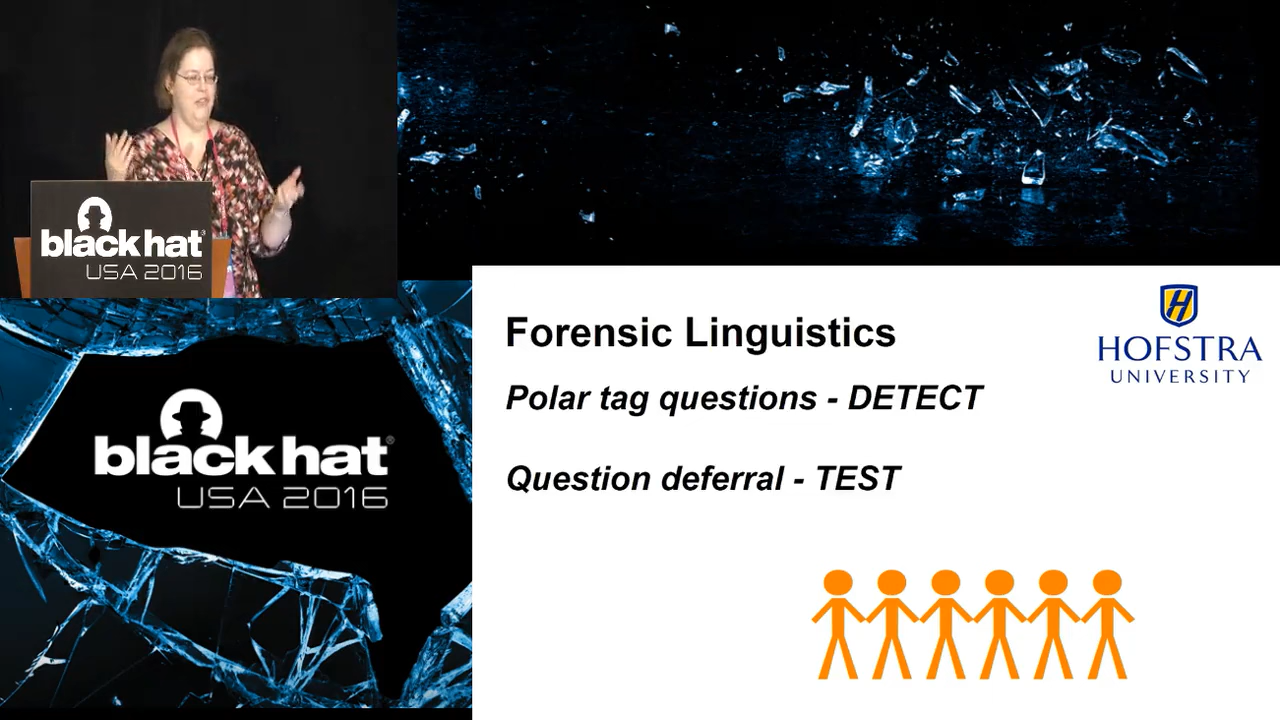 black hat
USA 2016
black hat®
USA 2016
Forensic Linguistics
Polar tag questions - DETECT
Question deferral - TEST
H
HOFSTRA
UNIVERSITY